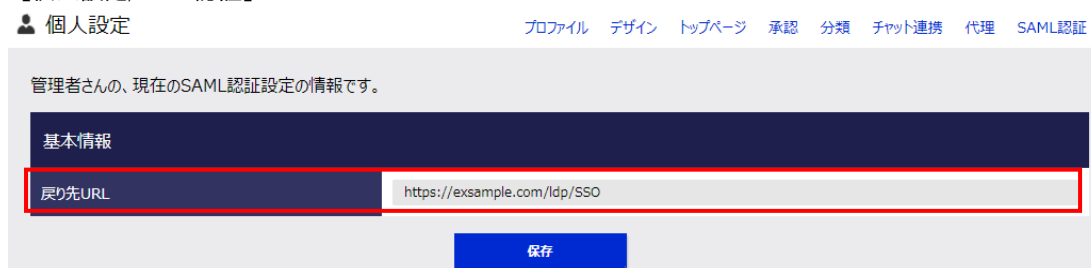 個人設定
プロファイル デザイン トップページ 承認 分類 チャット連携 代理 SAML認証
管理者さんの、現在のSAML認証設定の情報です。
基本情報
戻り先URL https://exsample.com/ldp/SSO
保存